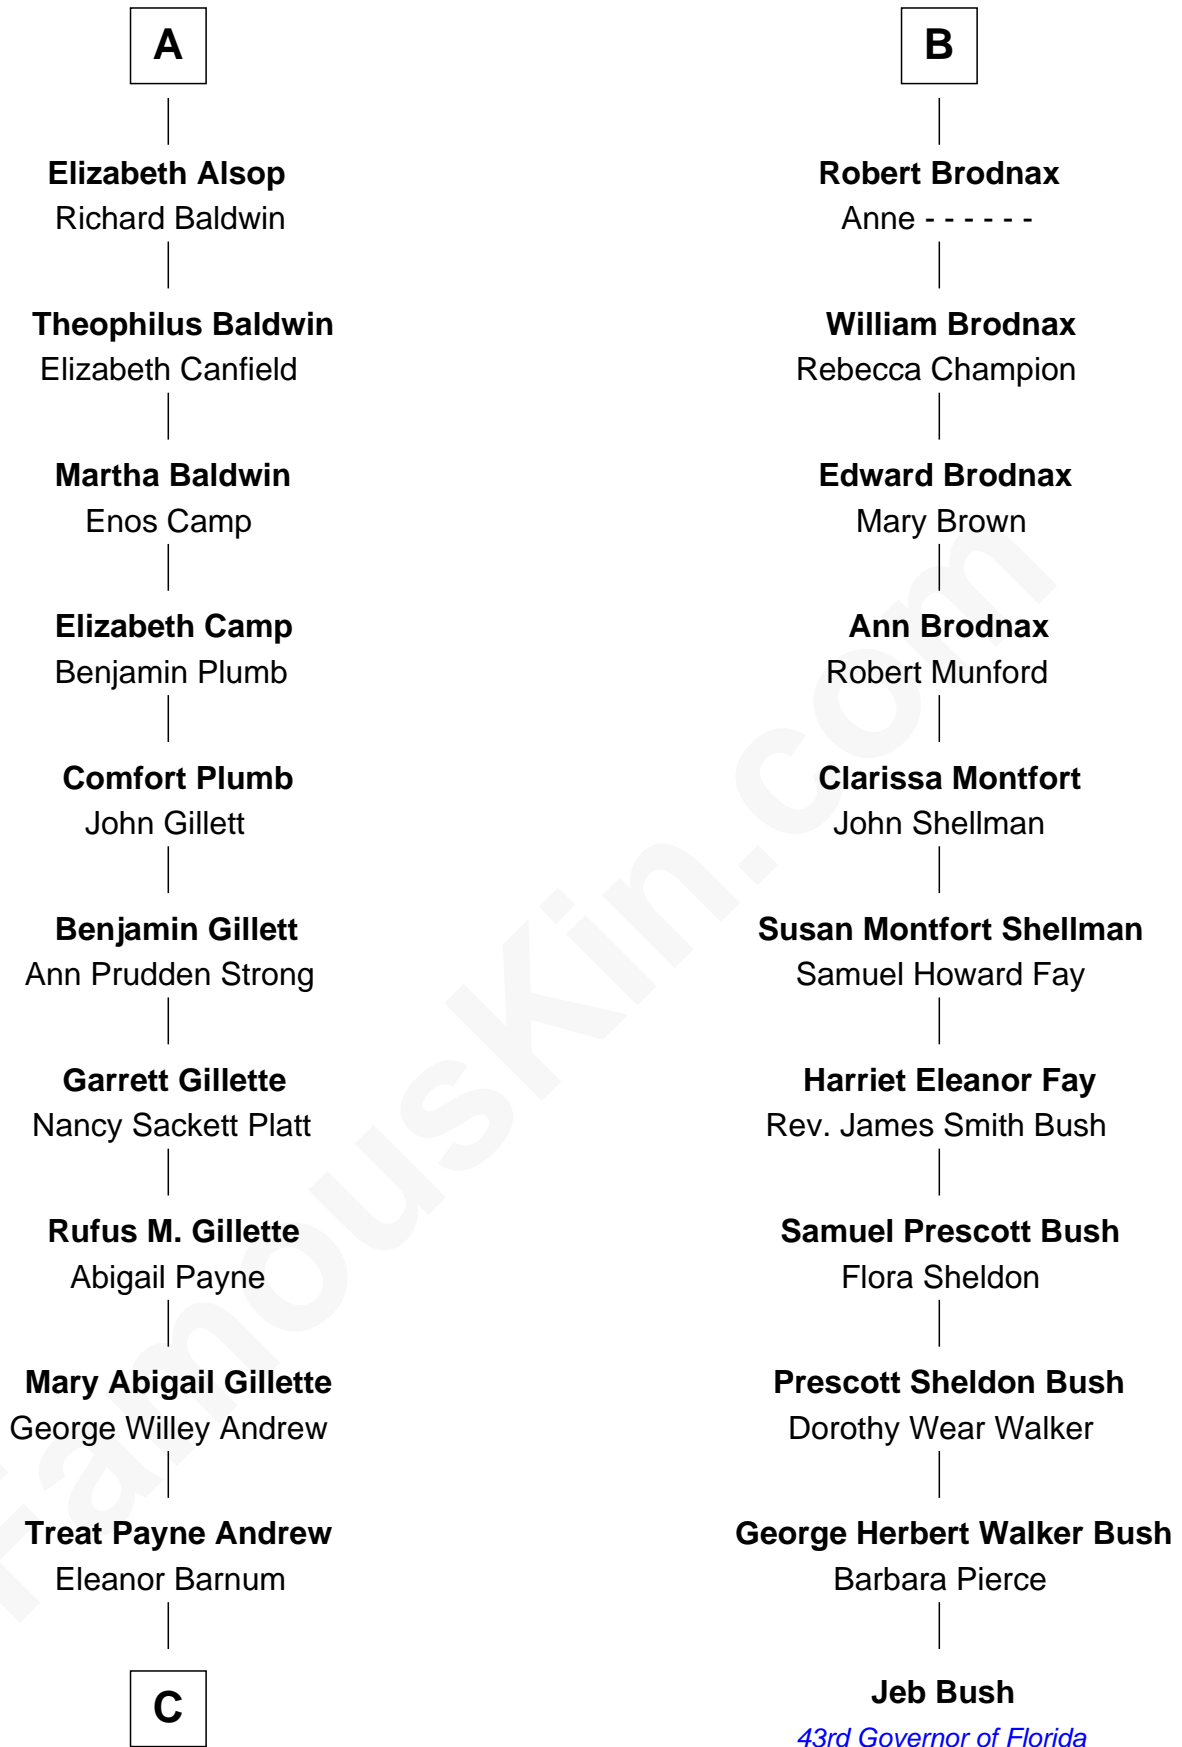 A
Elizabeth Alsop
Richard Baldwin
Theophilus Baldwin
Elizabeth Canfield
Martha Baldwin
Enos Camp
Elizabeth Camp
Benjamin Plumb
Comfort Plumb
John Gillett
Benjamin Gillett
Ann Prudden Strong
Garrett Gillette
Nancy Sackett Platt
Rufus M. Gillette
Abigail Payne
Mary Abigail Gillette
George Willey Andrew
Treat Payne Andrew
Eleanor Barnum
C
B
Robert Brodnax
Anne - - - - - -
William Brodnax
Rebecca Champion
Edward Brodnax
Mary Brown
Ann Brodnax
Robert Munford
Clarissa Montfort
John Shellman
Susan Montfort Shellman
Samuel Howard Fay
Harriet Eleanor Fay
Rev. James Smith Bush
Samuel Prescott Bush
Flora Sheldon
Prescott Sheldon Bush
Dorothy Wear Walker
George Herbert Walker Bush
Barbara Pierce
Jeb Bush
43rd Governor of Florida
FamousKin.com